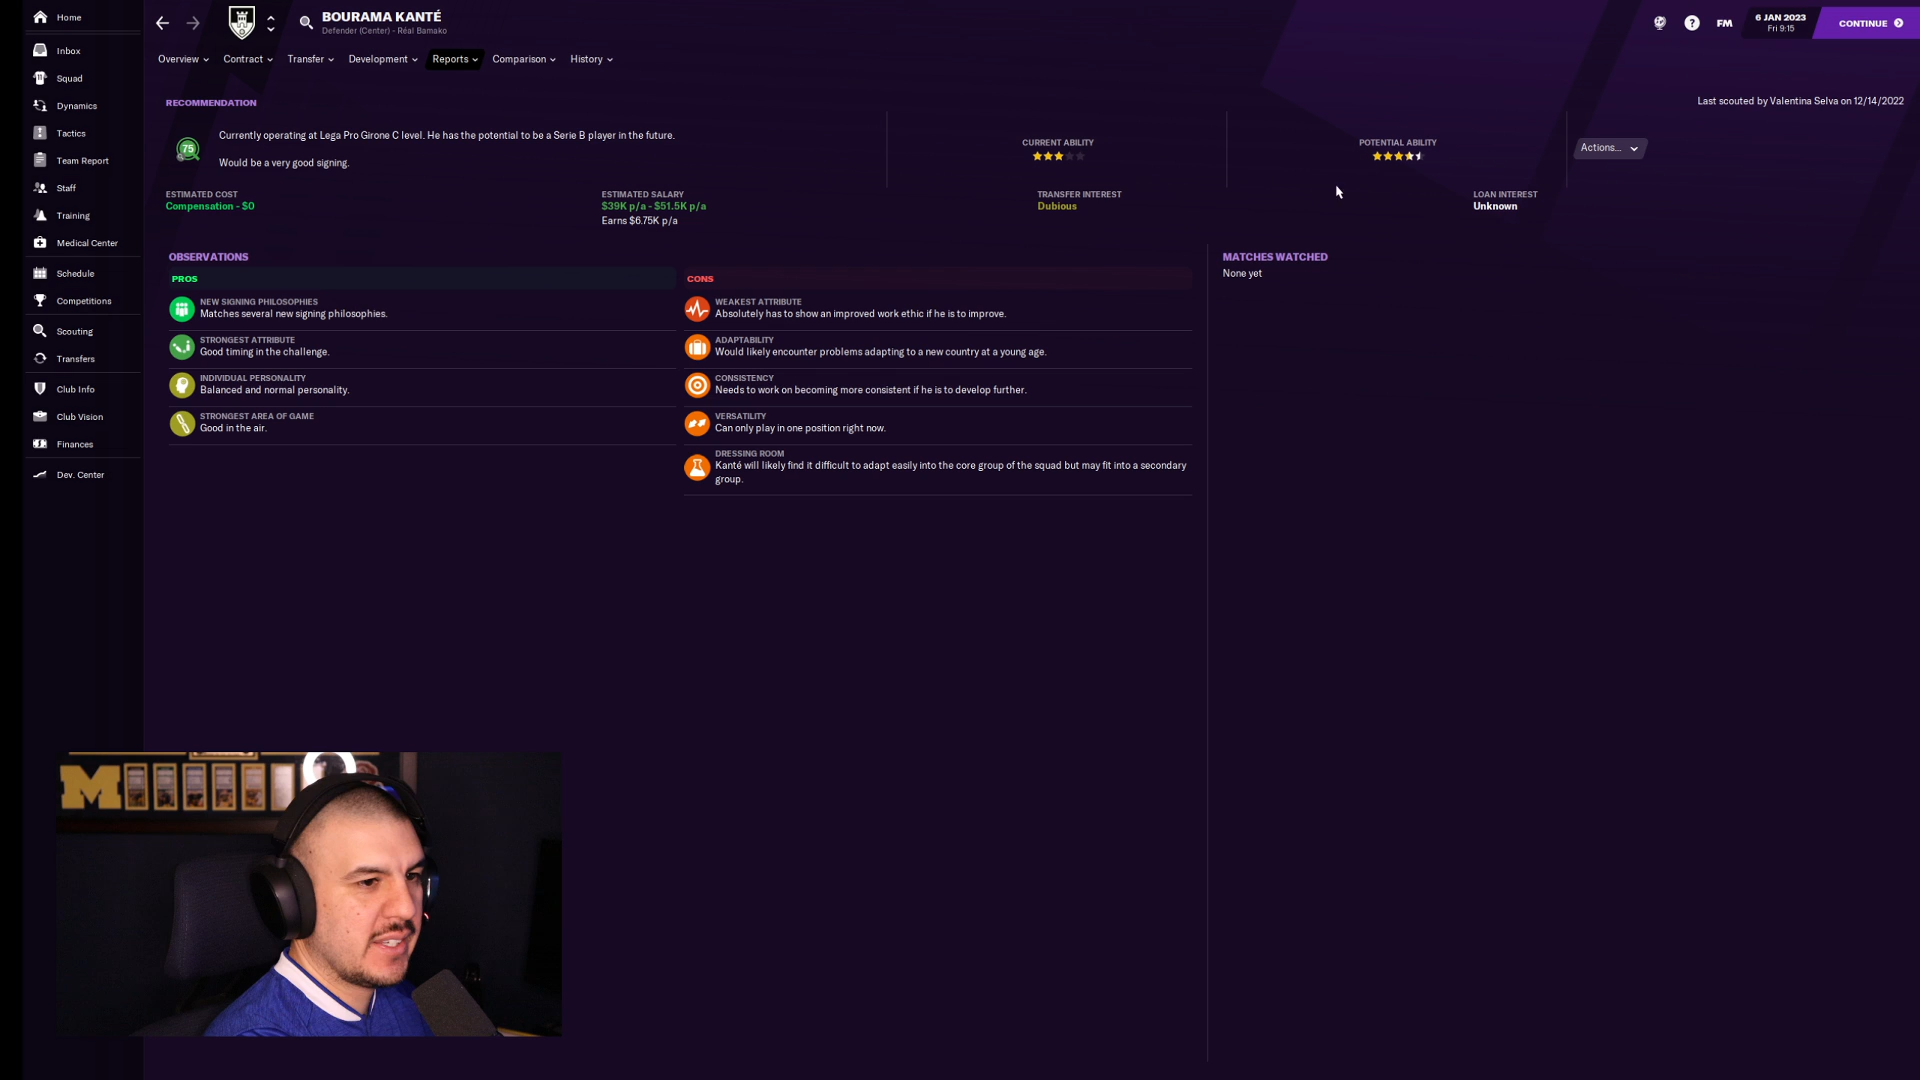 Home
Inbox
Squad
Dynamics
Tactics
Team Report
Staff
Training
Medical Center
Schedule
Competitions
Scouting
Transfers
Club Info
Club Vision
Finances
Dev. Center
BOURAMA KANTÉ
Defender (Center) - Réal Bamako
FM
6 JAN 2023
Fri 9:15
CONTINUE
Overview
Contract
Transfer
Development
Reports
Comparison
History
RECOMMENDATION
Last scouted by Valentina Selva on 12/14/2022
75
Currently operating at Lega Pro Girone C level. He has the potential to be a Serie B player in the future.
Would be a very good signing.
CURRENT ABILITY
POTENTIAL ABILITY
Actions...
ESTIMATED COST
Compensation - $0
ESTIMATED SALARY
$39K p/a - $51.5K p/a
Earns $6.75K p/a
TRANSFER INTEREST
Dubious
LOAN INTEREST
Unknown
OBSERVATIONS
PROS
NEW SIGNING PHILOSOPHIES
Matches several new signing philosophies.
STRONGEST ATTRIBUTE
Good timing in the challenge.
INDIVIDUAL PERSONALITY
Balanced and normal personality.
STRONGEST AREA OF GAME
Good in the air.
CONS
WEAKEST ATTRIBUTE
Absolutely has to show an improved work ethic if he is to improve.
ADAPTABILITY
Would likely encounter problems adapting to a new country at a young age.
CONSISTENCY
Needs to work on becoming more consistent if he is to develop further.
VERSATILITY
Can only play in one position right now.
DRESSING ROOM
Kanté will likely find it difficult to adapt easily into the core group of the squad but may fit into a secondary
group.
MATCHES WATCHED
None yet
M